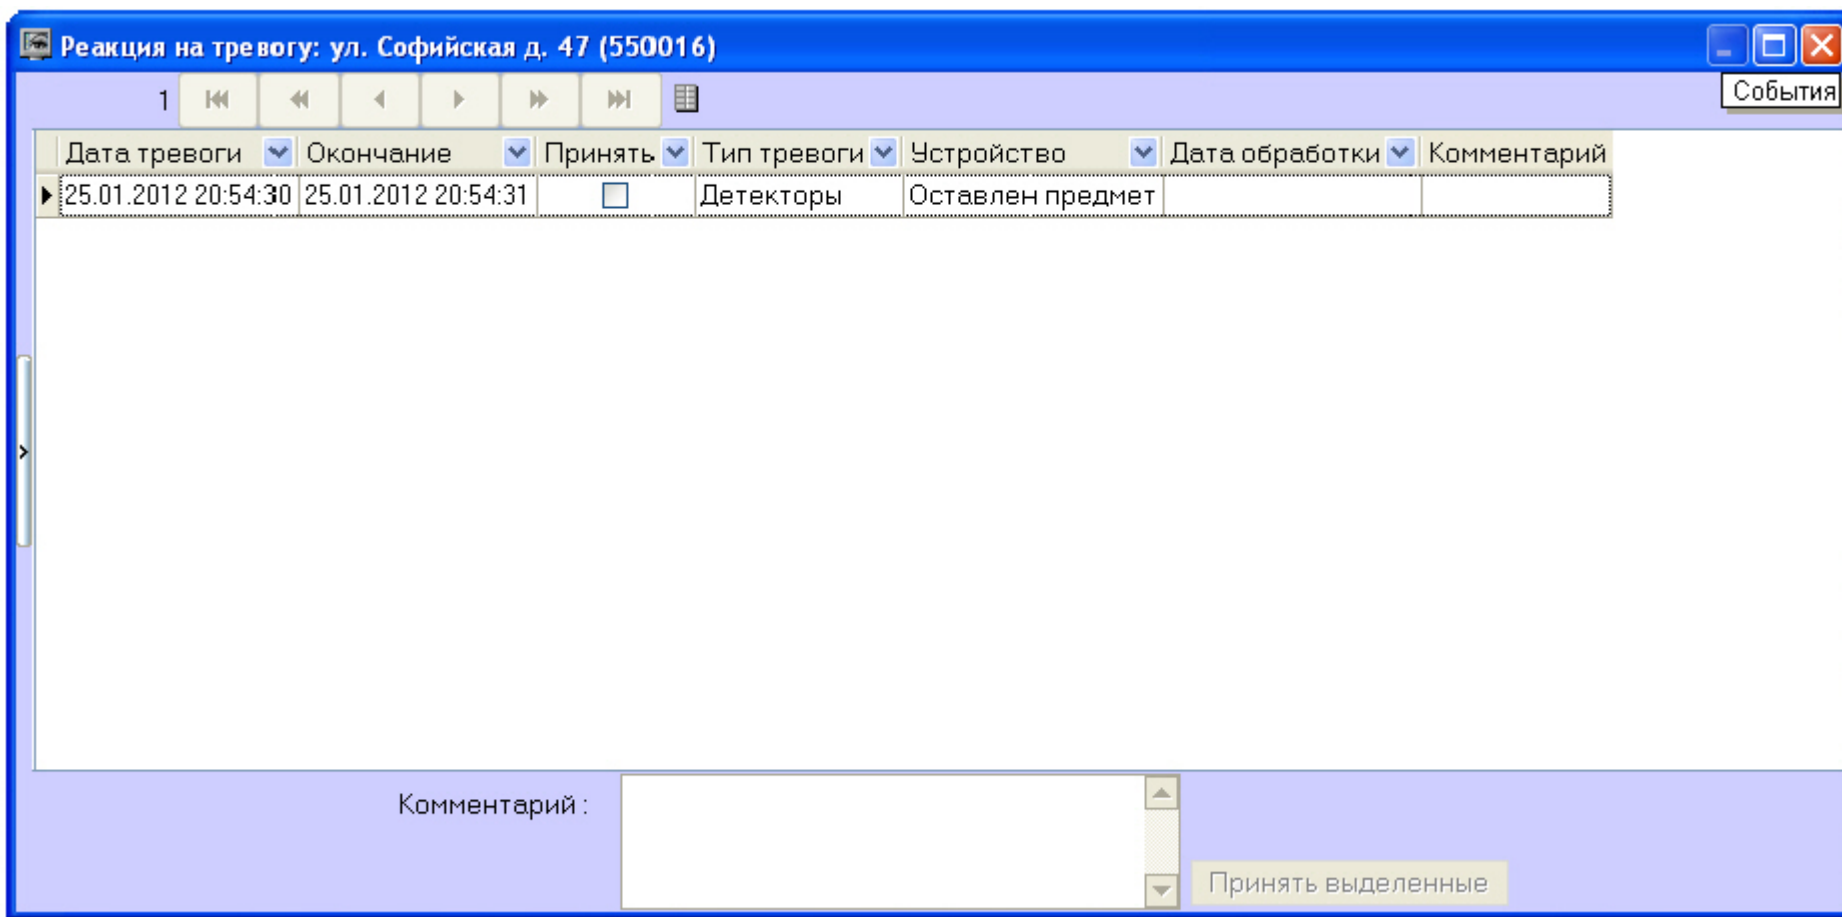 Реакция на тревогу: ул. Софийская д. 47 (550016)
1
События
Дата тревоги Окончание Принять Тип тревоги Устройство Дата обработки Комментарий
25.01.2012 20:54:30 25.01.2012 20:54:31 Детекторы Оставлен предмет
Комментарий :
Принять выделенные